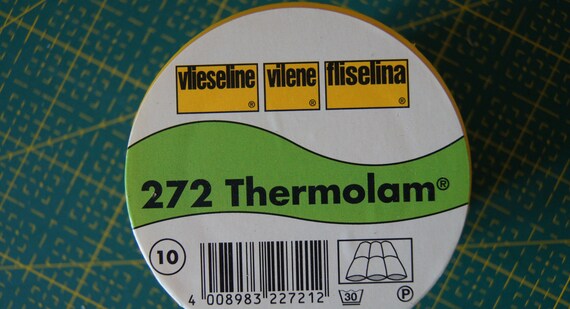 vlieseline® vilene® fliselina®
272 Thermolam®
10
30 P
4 008983 227212